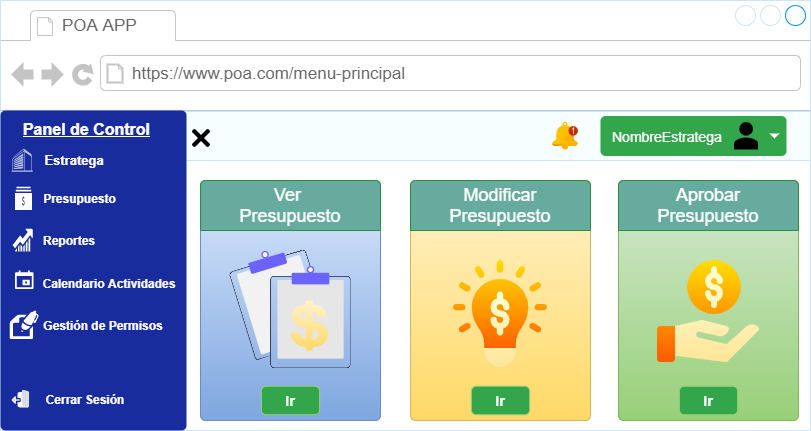 POA APP
https://www.poa.com/menu-principal
Panel de Control
Estratega
Presupuesto
Reportes
Calendario Actividades
Gestión de Permisos
Cerrar Sesión
1
NombreEstratega
Ver
Presupuesto
$
Ir
Modificar
Presupuesto
$
Ir
Aprobar
Presupuesto
$
Ir